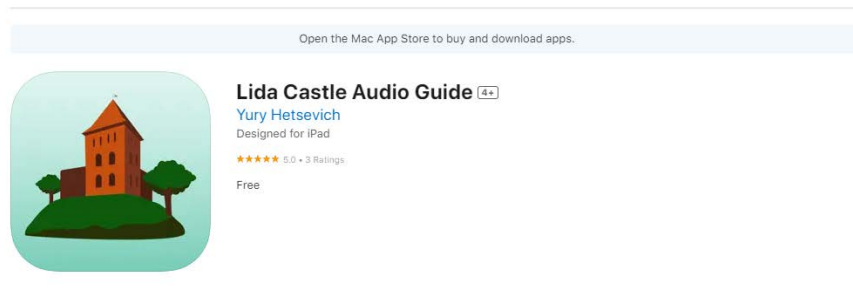 Open the Mac App Store to buy and download apps.
Lida Castle Audio Guide 4+
Yury Hetsevich
Designed for iPad
★★★★★ 5.0 • 3 Ratings
Free